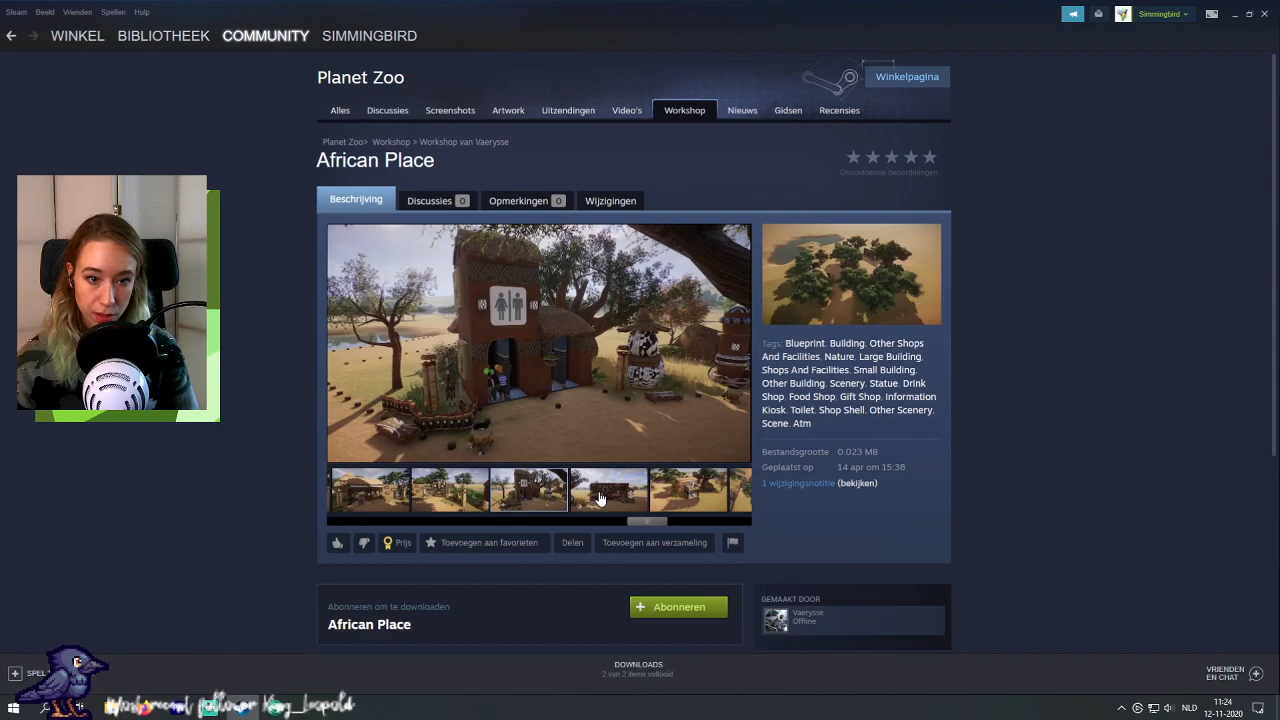 Steam Beeld Vrienden Spellen Hulp
Simmingbird
WINKEL BIBLIOTHEEK COMMUNITY SIMMINGBIRD
Planet Zoo
Winkelpagina
Alles Discussies Screenshots Artwork Uitzendingen Video's Workshop Nieuws Gidsen Recensies
Planet Zoo > Workshop > Workshop van Vaerysse
African Place
Onvoldoende beoordelingen
Beschrijving Discussies 0 Opmerkingen 0 Wijzigingen
Tags: Blueprint, Building, Other Shops
And Facilities, Nature, Large Building,
Shops And Facilities, Small Building,
Other Building, Scenery, Statue, Drink
Shop, Food Shop, Gift Shop, Information
Kiosk, Toilet, Shop Shell, Other Scenery,
Scene, Atm
Bestandsgrootte 0.023 MB
Geplaatst op 14 apr om 15:38
1 wijzigingsnotitie (bekijken)
Prijs Toevoegen aan favorieten Delen Toevoegen aan verzameling
Abonneren om te downloaden
African Place
Abonneren
GEMAAKT DOOR
Vaerysse
Offline
SPEL
DOWNLOADS
2 van 2 items voltooid
VRIENDEN
EN CHAT
Most recent follower King_Leopold
NLD
11:24
12-11-2020